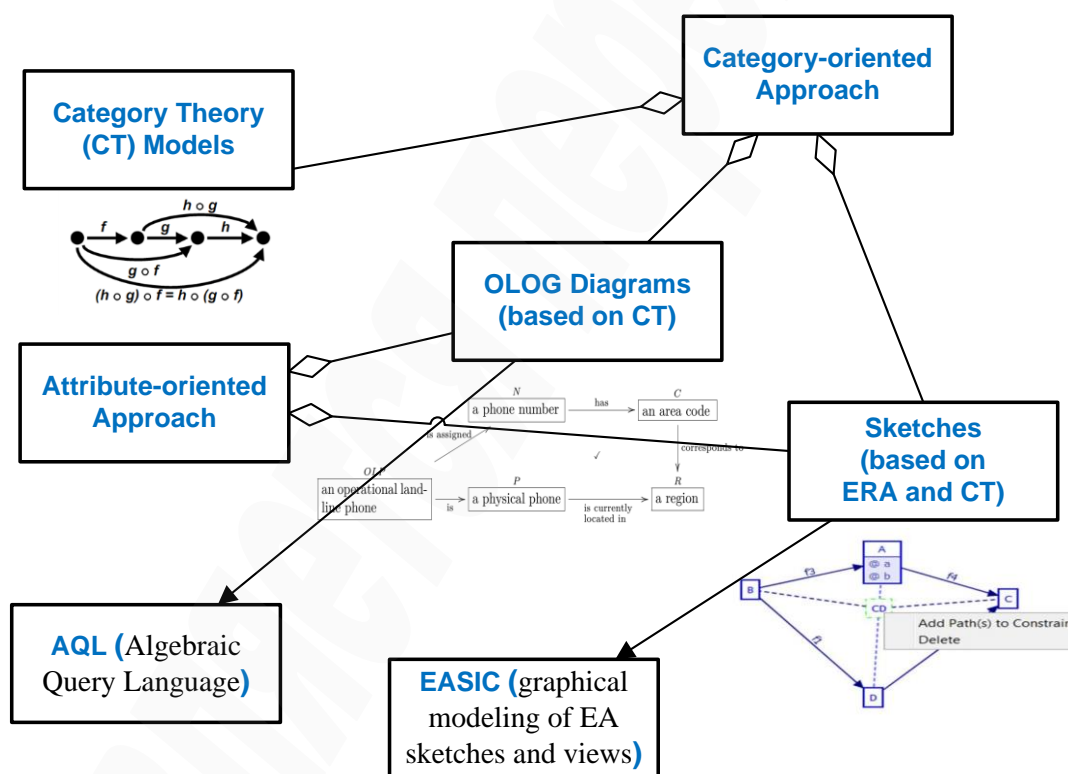 Category-oriented
Approach
Category Theory
(CT) Models
h ∘ g
f
g
h
g ∘ f
(h ∘ g) ∘ f = h ∘ (g ∘ f)
OLOG Diagrams
(based on CT)
Attribute-oriented
Approach
N
a phone number
has
C
an area code
is assigned
✓
corresponds to
OLP
an operational land-
line phone
is
P
a physical phone
is currently
located in
R
a region
Sketches
(based on
ERA and CT)
A
@ a
@ b
f3
f4
B
CD
C
Add Path(s) to Constrain
Delete
D
AQL (Algebraic
Query Language)
EASIC (graphical
modeling of EA
sketches and views)